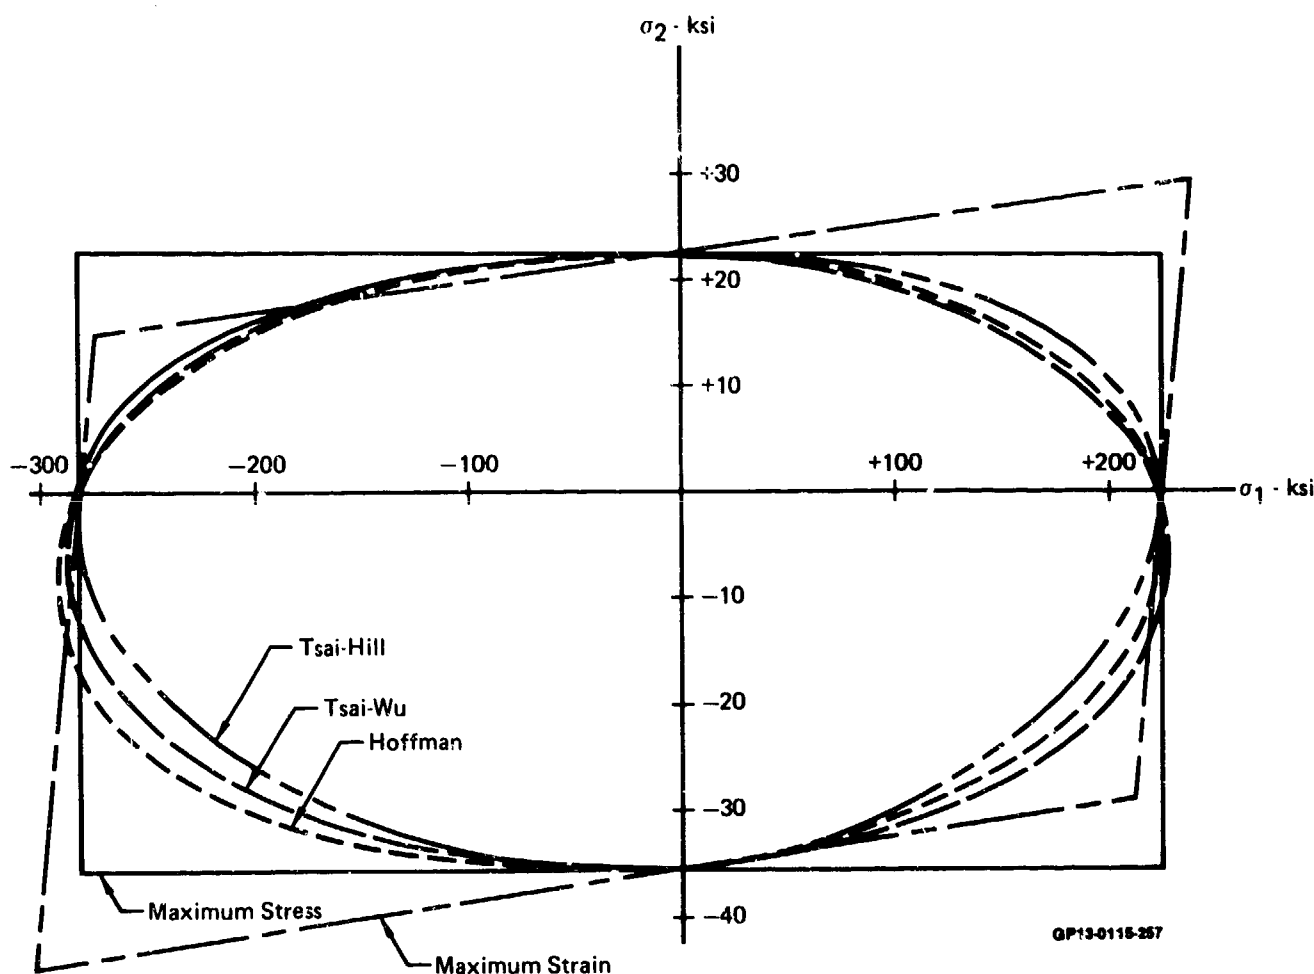 σ2 - ksi
+30
+20
+10
−300
−200
−100
+100
+200
σ1 - ksi
−10
Tsai-Hill
−20
Tsai-Wu
Hoffman
−30
Maximum Stress
−40
GP13-0115-257
Maximum Strain